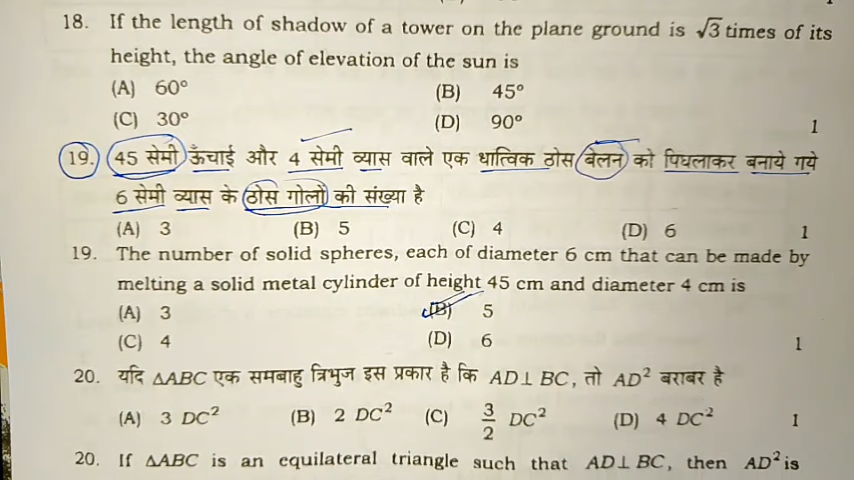 18. If the length of shadow of a tower on the plane ground is √3 times of its
height, the angle of elevation of the sun is
(A) 60° (B) 45°
(C) 30° (D) 90° 1
19. 45 सेमी ऊँचाई और 4 सेमी व्यास वाले एक धात्विक ठोस बेलन को पिघलाकर बनाये गये
6 सेमी व्यास के ठोस गोलों की संख्या है
(A) 3 (B) 5 (C) 4 (D) 6 1
19. The number of solid spheres, each of diameter 6 cm that can be made by
melting a solid metal cylinder of height 45 cm and diameter 4 cm is
(A) 3 (B) 5
(C) 4 (D) 6 1
20. यदि △ABC एक समबाहु त्रिभुज इस प्रकार है कि AD⊥BC, तो AD² बराबर है
(A) 3 DC² (B) 2 DC² (C) 3/2 DC² (D) 4 DC² 1
20. If △ABC is an equilateral triangle such that AD⊥BC, then AD² is